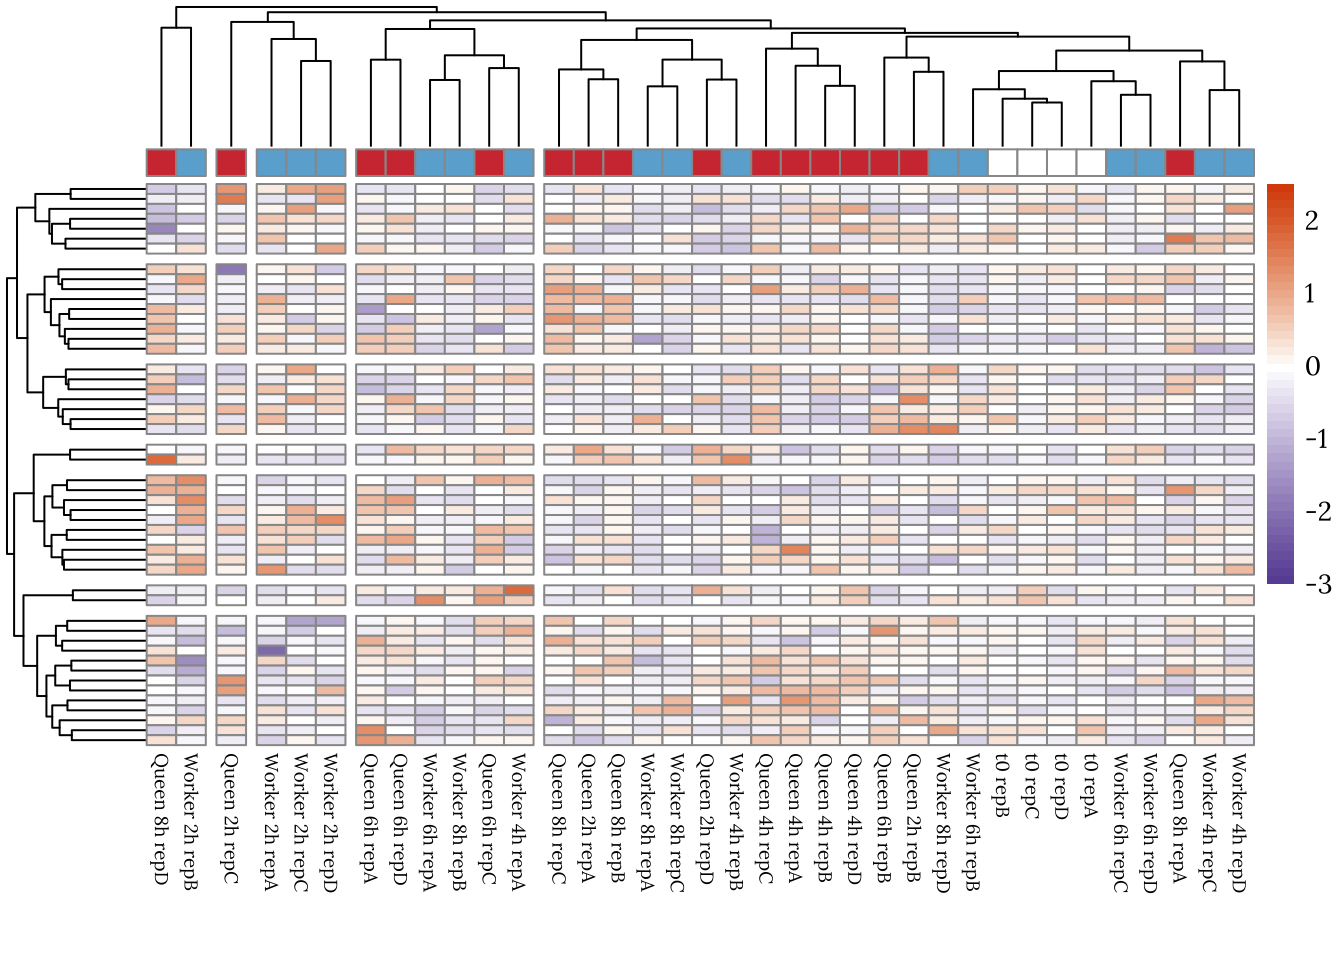 2
1
0
-1
-2
-3
Queen 8h repD
Worker 2h repB
Queen 2h repC
Worker 2h repA
Worker 2h repC
Worker 2h repD
Queen 6h repA
Queen 6h repD
Worker 6h repA
Worker 8h repB
Queen 6h repC
Worker 4h repA
Queen 8h repC
Queen 2h repA
Queen 8h repB
Worker 8h repA
Worker 8h repC
Queen 2h repD
Worker 4h repB
Queen 4h repC
Queen 4h repA
Queen 4h repB
Queen 4h repD
Queen 6h repB
Queen 2h repB
Worker 8h repD
Worker 6h repB
t0 repB
t0 repC
t0 repD
t0 repA
Worker 6h repC
Worker 6h repD
Queen 8h repA
Worker 4h repC
Worker 4h repD